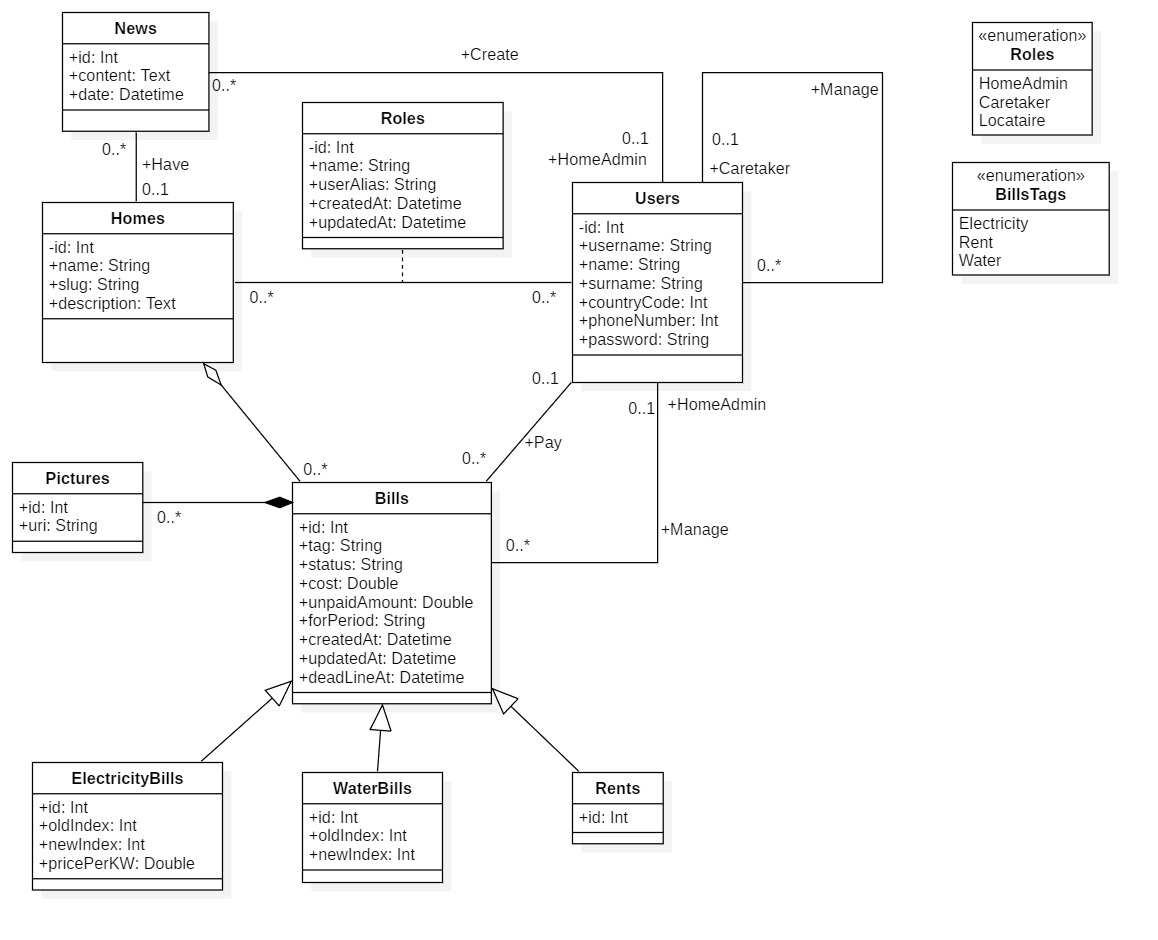 News
+id: Int
+content: Text
+date: Datetime
0..*
+Create
0..1
+HomeAdmin
+Manage
0..1
+Caretaker
0..*
«enumeration»
Roles
HomeAdmin
Caretaker
Locataire
«enumeration»
BillsTags
Electricity
Rent
Water
0..*
+Have
0..1
Roles
-id: Int
+name: String
+userAlias: String
+createdAt: Datetime
+updatedAt: Datetime
Homes
-id: Int
+name: String
+slug: String
+description: Text
0..*
0..*
Users
-id: Int
+username: String
+name: String
+surname: String
+countryCode: Int
+phoneNumber: Int
+password: String
0..1
+Pay
0..*
0..1
+HomeAdmin
+Manage
0..*
0..*
Pictures
+id: Int
+uri: String
0..*
Bills
+id: Int
+tag: String
+status: String
+cost: Double
+unpaidAmount: Double
+forPeriod: String
+createdAt: Datetime
+updatedAt: Datetime
+deadLineAt: Datetime
ElectricityBills
+id: Int
+oldIndex: Int
+newIndex: Int
+pricePerKW: Double
WaterBills
+id: Int
+oldIndex: Int
+newIndex: Int
Rents
+id: Int